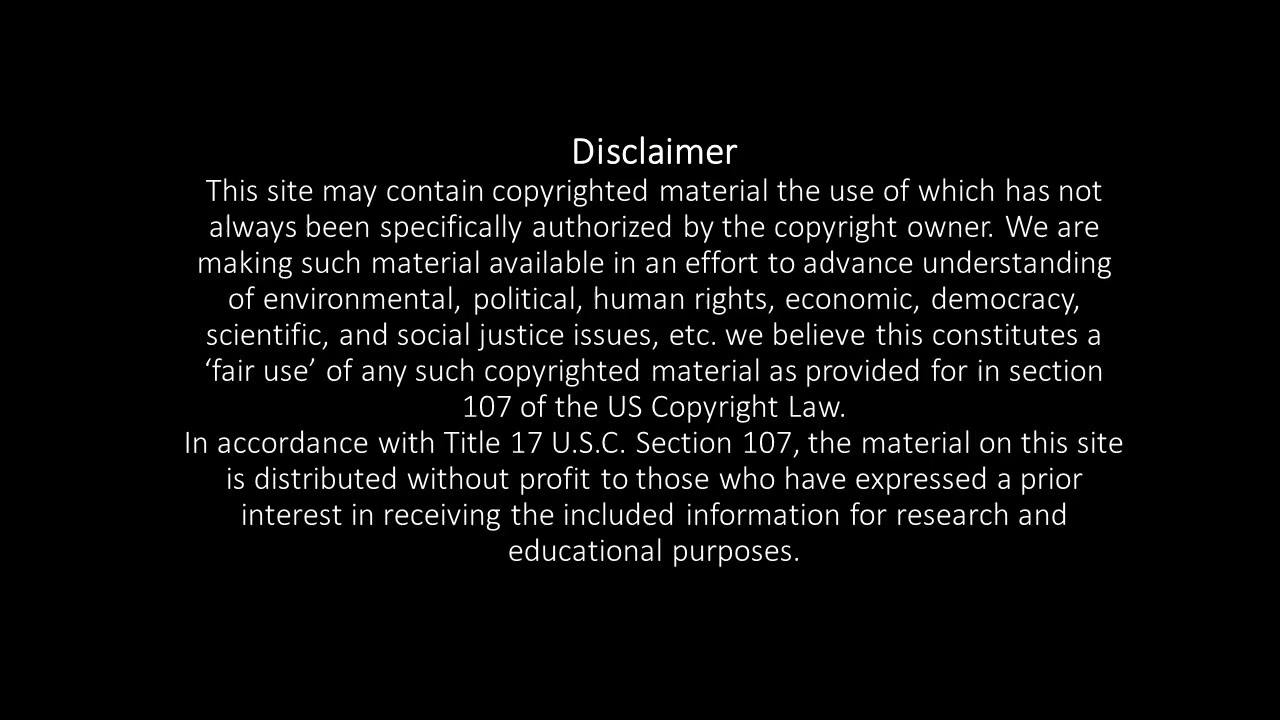 Disclaimer
This site may contain copyrighted material the use of which has not
always been specifically authorized by the copyright owner. We are
making such material available in an effort to advance understanding
of environmental, political, human rights, economic, democracy,
scientific, and social justice issues, etc. we believe this constitutes a
‘fair use’ of any such copyrighted material as provided for in section
107 of the US Copyright Law.
In accordance with Title 17 U.S.C. Section 107, the material on this site
is distributed without profit to those who have expressed a prior
interest in receiving the included information for research and
educational purposes.